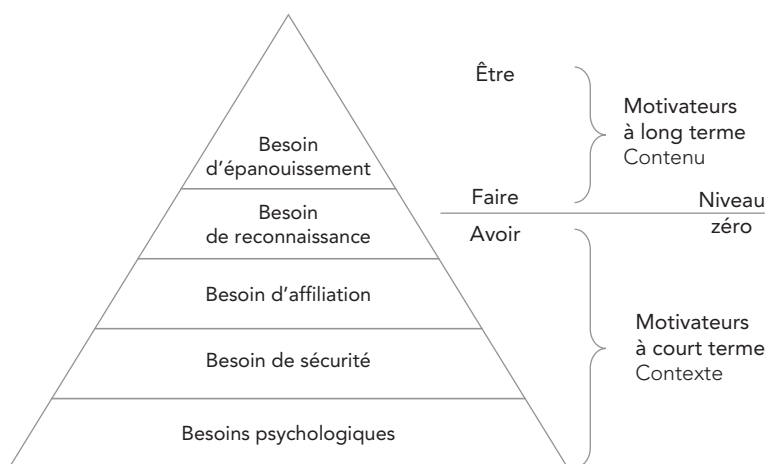 Besoin
d’épanouissement
Besoin
de reconnaissance
Besoin d’affiliation
Besoin de sécurité
Besoins psychologiques
Être
Faire
Avoir
Motivateurs
à long terme
Contenu
Niveau
zéro
Motivateurs
à court terme
Contexte